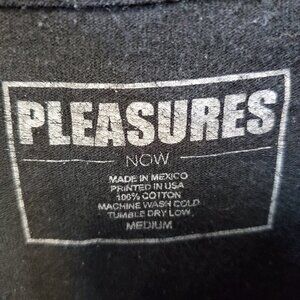 PLEASURES
NOW
MADE IN MEXICO
PRINTED IN USA
100% COTTON
MACHINE WASH COLD
TUMBLE DRY LOW
MEDIUM